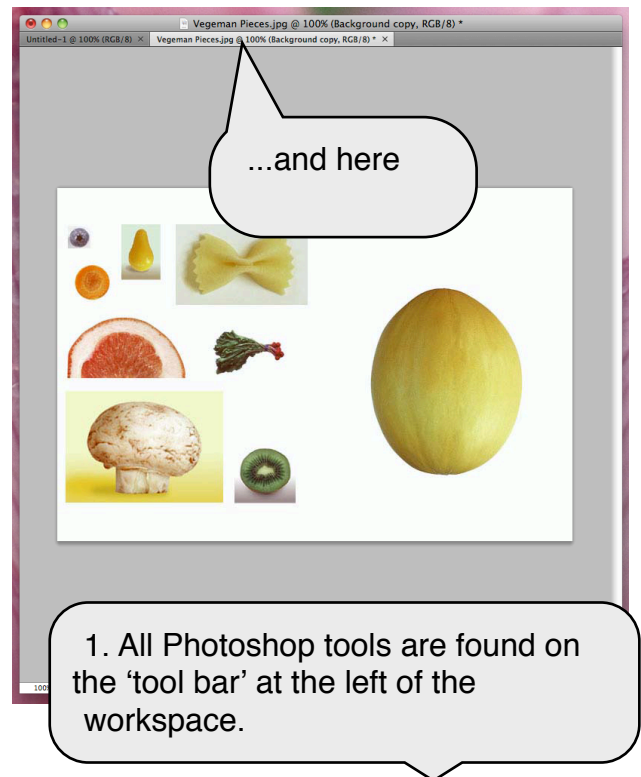 Vegeman Pieces.jpg @ 100% (Background copy, RGB/8) *
Untitled-1 @ 100% (RGB/8) × Vegeman Pieces.jpg @ 100% (Background copy, RGB/8) * ×
...and here
1. All Photoshop tools are found on
the ‘tool bar’ at the left of the
workspace.
100%